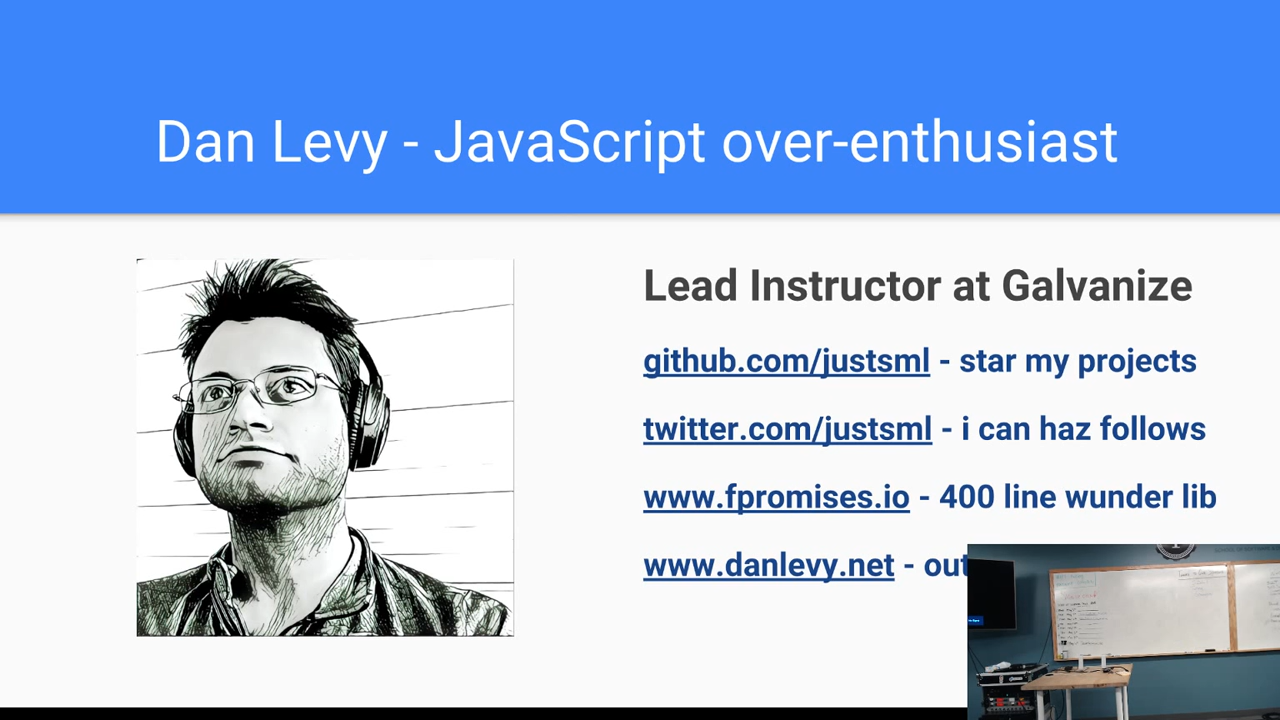 Dan Levy - JavaScript over-enthusiast
Lead Instructor at Galvanize
github.com/justsml - star my projects
twitter.com/justsml - i can haz follows
www.fpromises.io - 400 line wunder lib
www.danlevy.net - out